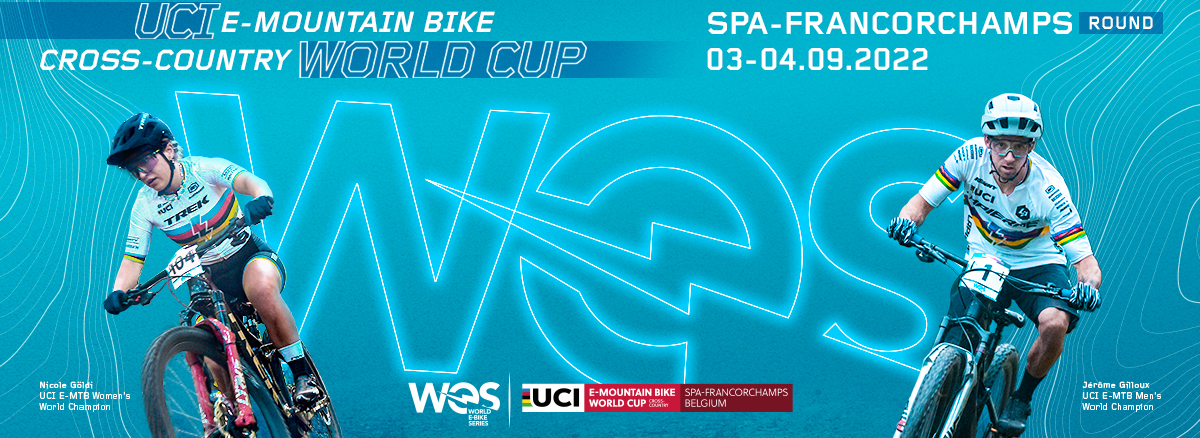 UCI E-MOUNTAIN BIKE
CROSS-COUNTRY WORLD CUP
SPA-FRANCORCHAMPS ROUND
03-04.09.2022
wes
UCI
TREK
104
UCI
1
Nicole Göldi
UCI E-MTB Women's
World Champion
wes
WORLD
E-BIKE
SERIES
UCI
E-MOUNTAIN BIKE
WORLD CUP CROSS-COUNTRY
SPA-FRANCORCHAMPS
BELGIUM
Jérôme Gilloux
UCI E-MTB Men's
World Champion